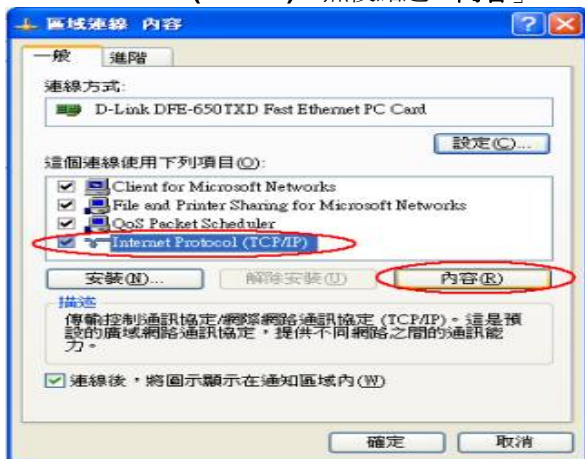 內容」
區域連線 內容
一般 進階
連線方式:
D-Link DFE-650TXD Fast Ethernet PC Card
設定(C)...
這個連線使用下列項目(O):
Client for Microsoft Networks
File and Printer Sharing for Microsoft Networks
QoS Packet Scheduler
Internet Protocol (TCP/IP)
安裝(N)... 解除安裝(U) 內容(R)
描述
傳輸控制通訊協定/網際網路通訊協定 (TCP/IP)。這是預
設的廣域網路通訊協定，提供不同網路之間的通訊能
力。
連線後，將圖示顯示在通知區域內(W)
確定 取消